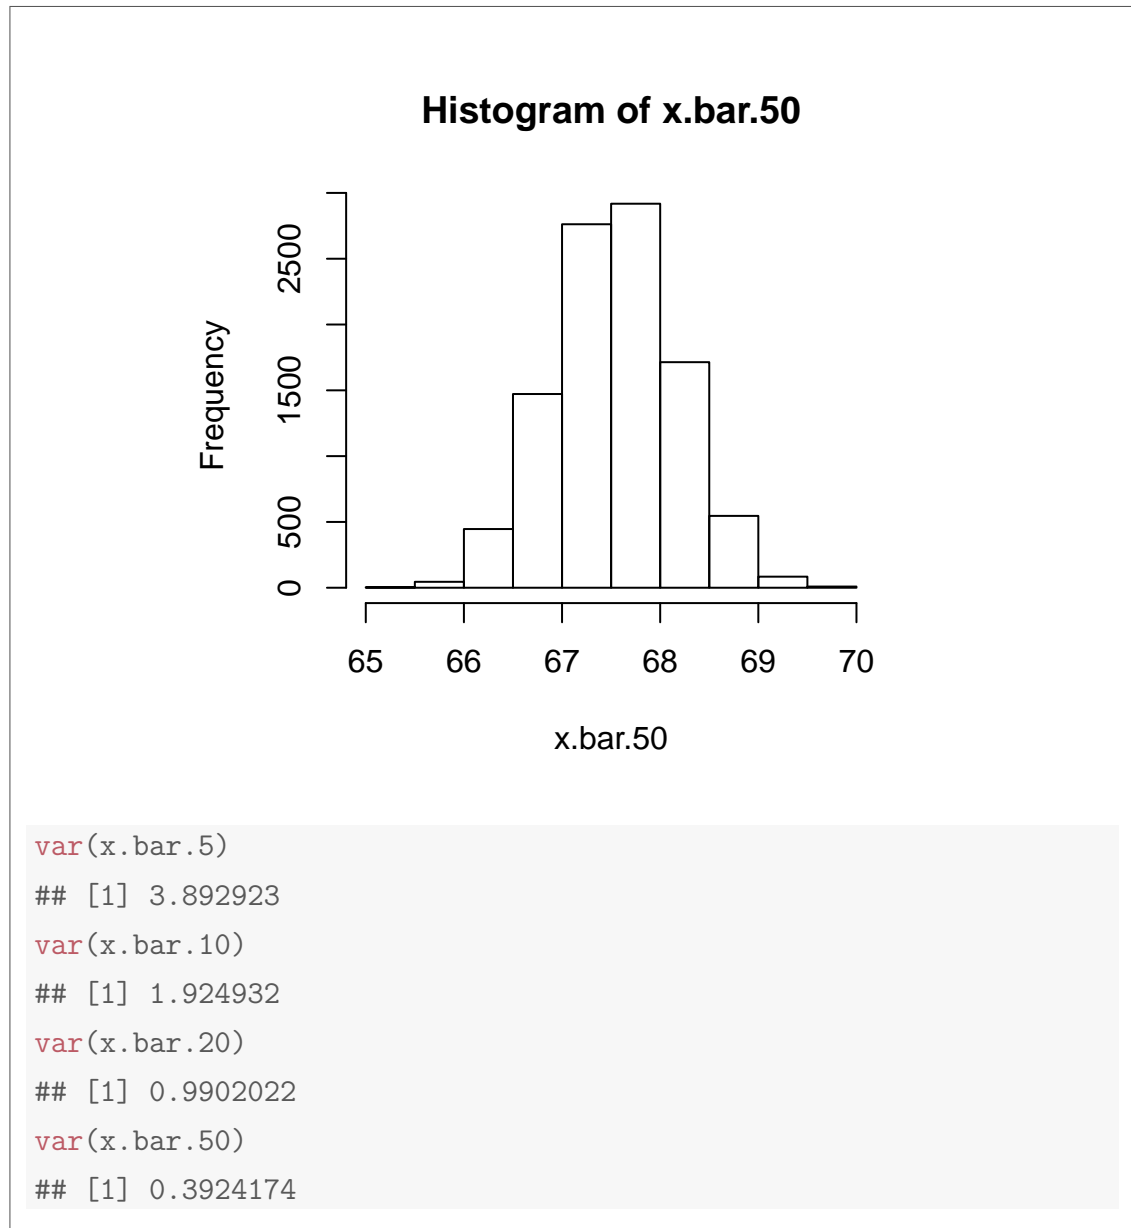 Histogram of x.bar.50
Frequency
2500
1500
500
0
65 66 67 68 69 70
x.bar.50
var(x.bar.5)
## [1] 3.892923
var(x.bar.10)
## [1] 1.924932
var(x.bar.20)
## [1] 0.9902022
var(x.bar.50)
## [1] 0.3924174